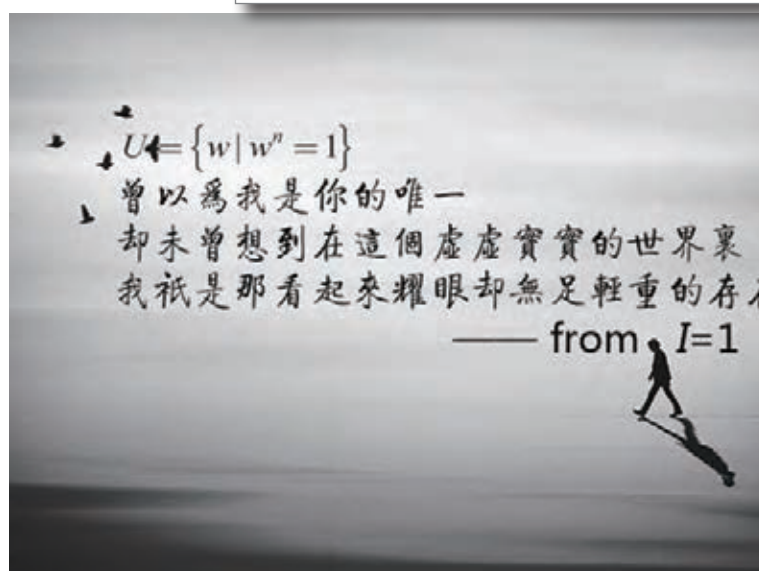 U = {w | wⁿ = 1}
曾以爲我是你的唯一
却未曾想到在這個虛虛實實的世界裏
我祇是那看起來耀眼却無足輕重的存
—— from I=1